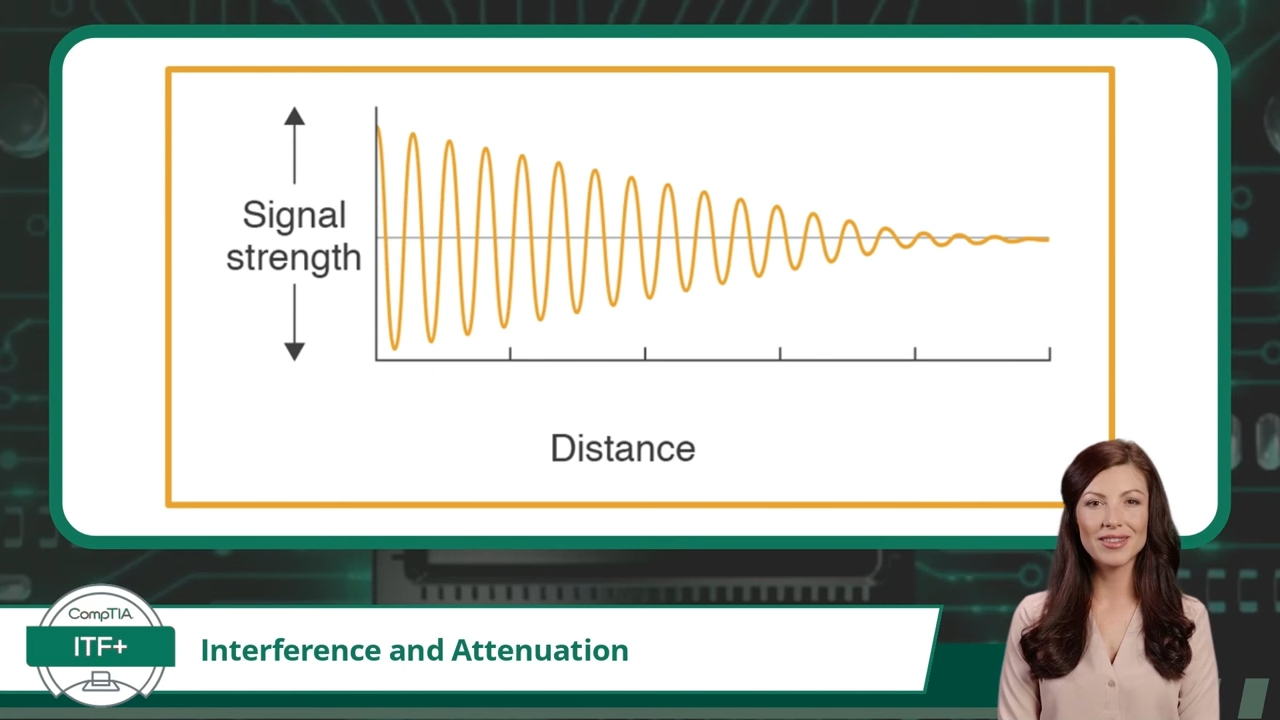 Signal
strength
Distance
CompTIA.
ITF+
Interference and Attenuation